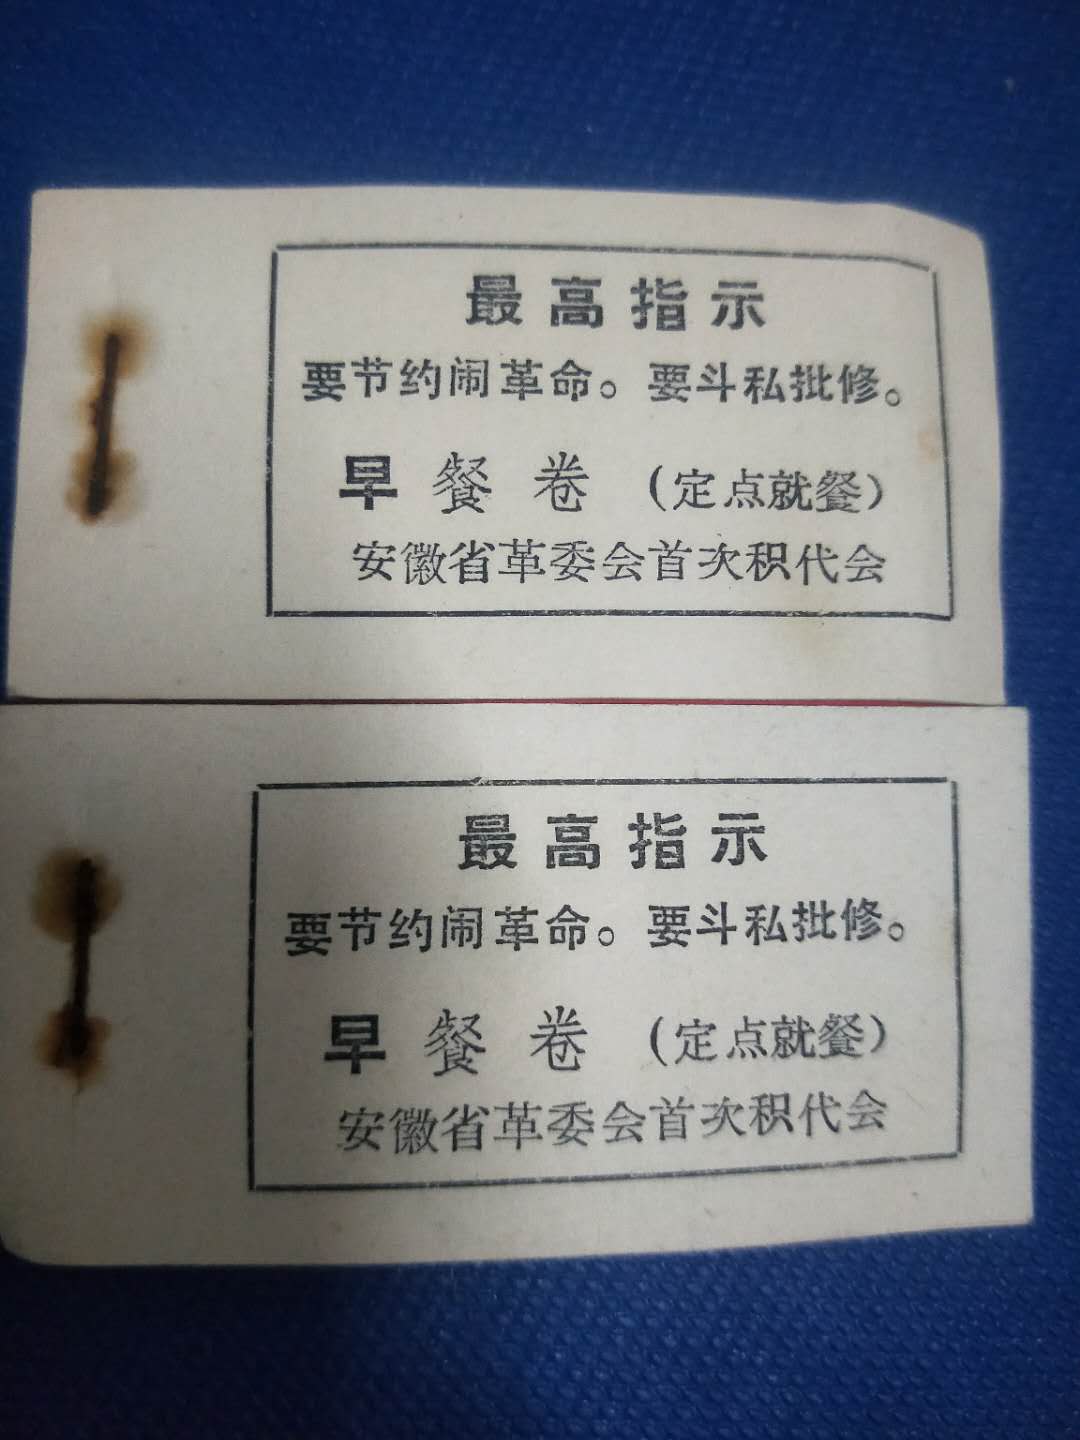 最高指示
要节约闹革命。要斗私批修。
早餐卷（定点就餐）
安徽省革委会首次积代会
最高指示
要节约闹革命。要斗私批修。
早餐卷（定点就餐）
安徽省革委会首次积代会